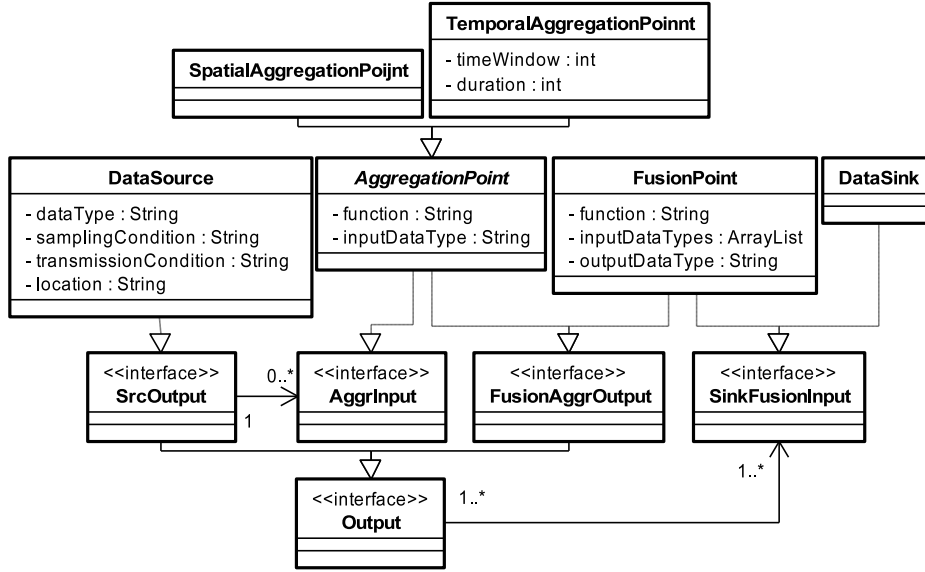 TemporalAggregationPoinnt
- timeWindow : int
- duration : int
SpatialAggregationPoijnt
DataSource
- dataType : String
- samplingCondition : String
- transmissionCondition : String
- location : String
AggregationPoint
- function : String
- inputDataType : String
FusionPoint
- function : String
- inputDataTypes : ArrayList
- outputDataType : String
DataSink
<<interface>>
SrcOutput
0..*
1
<<interface>>
AggrInput
<<interface>>
FusionAggrOutput
<<interface>>
SinkFusionInput
<<interface>>
Output
1..*
1..*